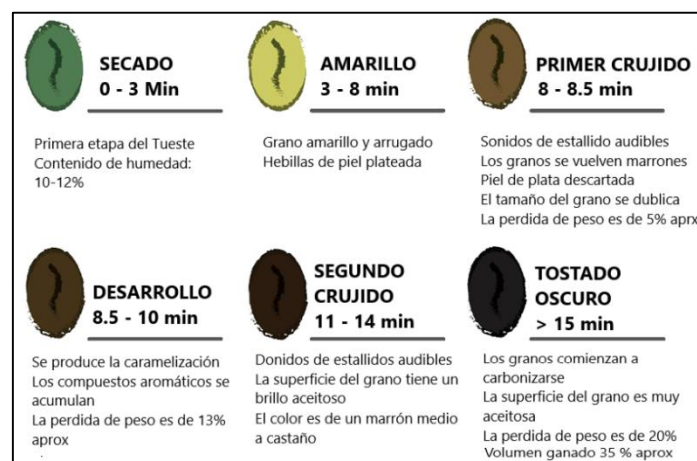 SECADO
0 - 3 Min
Primera etapa del Tueste
Contenido de humedad:
10-12%
AMARILLO
3 - 8 min
Grano amarillo y arrugado
Hebillas de piel plateada
PRIMER CRUJIDO
8 - 8.5 min
Sonidos de estallido audibles
Los granos se vuelven marrones
Piel de plata descartada
El tamaño del grano se dublica
La perdida de peso es de 5% aprx
DESARROLLO
8.5 - 10 min
Se produce la caramelización
Los compuestos aromáticos se
acumulan
La perdida de peso es de 13%
aprox
SEGUNDO
CRUJIDO
11 - 14 min
Donidos de estallidos audibles
La superficie del grano tiene un
brillo aceitoso
El color es de un marrón medio
a castaño
TOSTADO
OSCURO
> 15 min
Los granos comienzan a
carbonizarse
La superficie del grano es muy
aceitosa
La perdida de peso es de 20%
Volumen ganado 35 % aprox